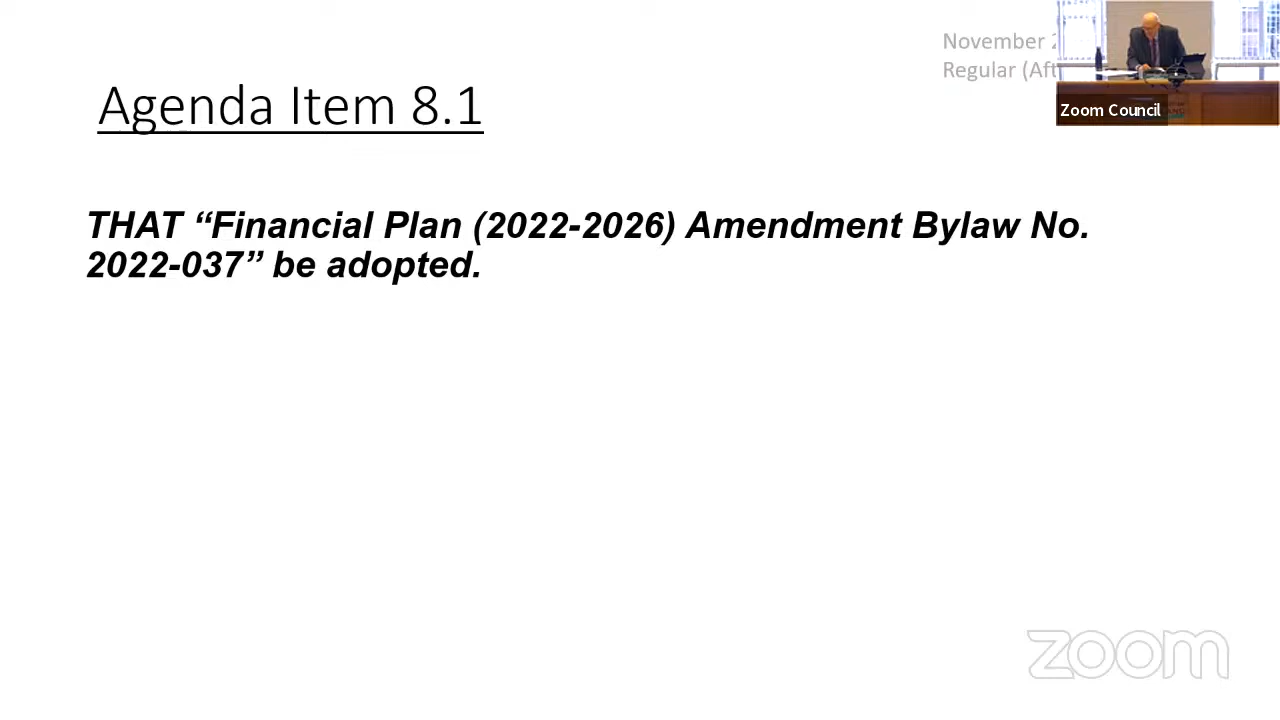 November
Regular
Zoom Council
Agenda Item 8.1
THAT “Financial Plan (2022-2026) Amendment Bylaw No.
2022-037” be adopted.
zoom